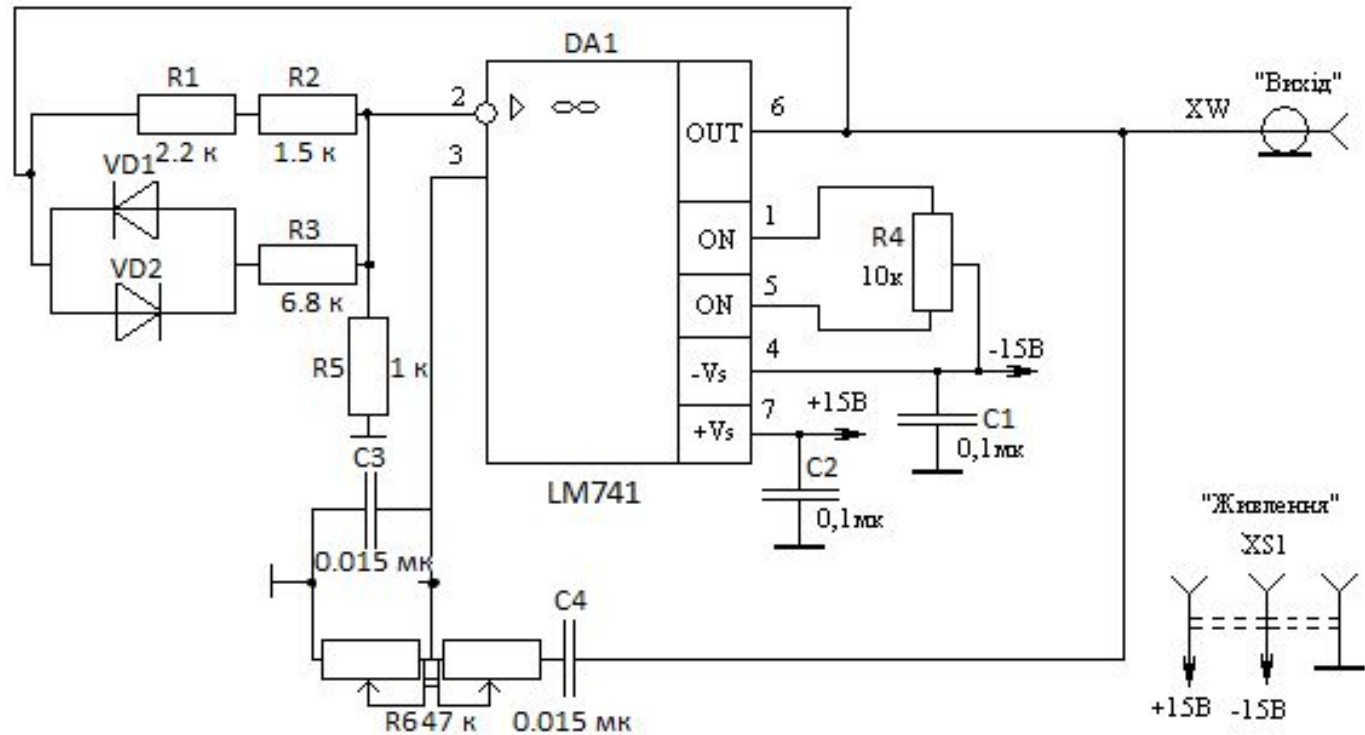 DA1
R1
R2
2
6
"Вихід"
XW
OUT
2.2 к
1.5 к
3
VD1
1
R3
ON
R4
10к
VD2
5
6.8 к
ON
4
-15В
R5
1 к
-Vs
7
+15В
C1
+Vs
0,1мк
C3
C2
LM741
0,1мк
"Живлення"
XS1
0.015 мк
C4
R6 47 к
0.015 мк
+15В
-15В